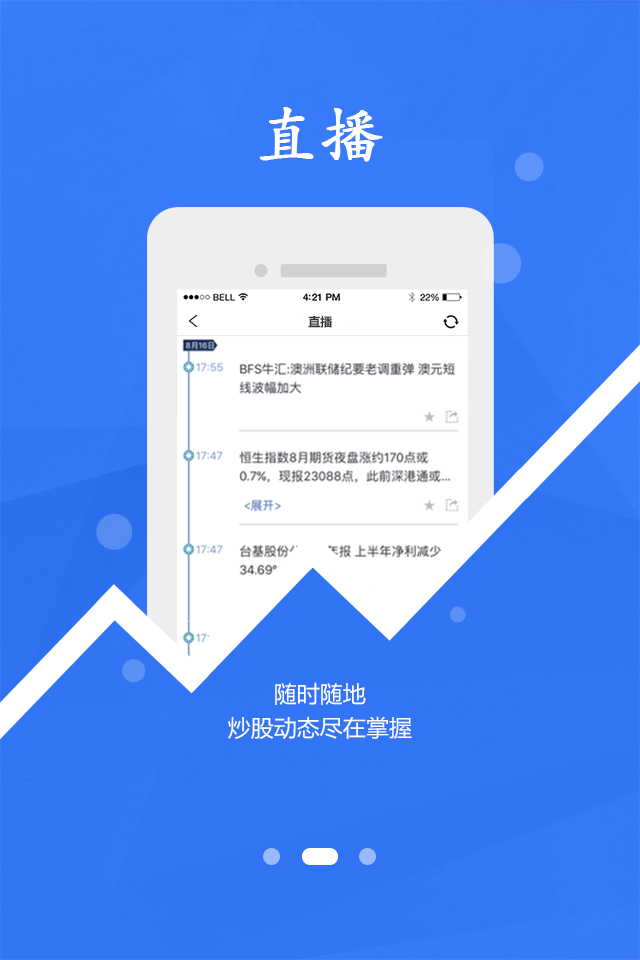 直播
BELL 4:21 PM 22%
直播
8月16日
17:55 BFS牛汇:澳洲联储纪要老调重弹 澳元短
线波幅加大
17:47 恒生指数8月期货夜盘涨约170点或
0.7%，现报23088点，此前深港通或...
<展开>
17:47 台基股份 年报 上半年净利减少
34.69
17
随时随地
炒股动态尽在掌握